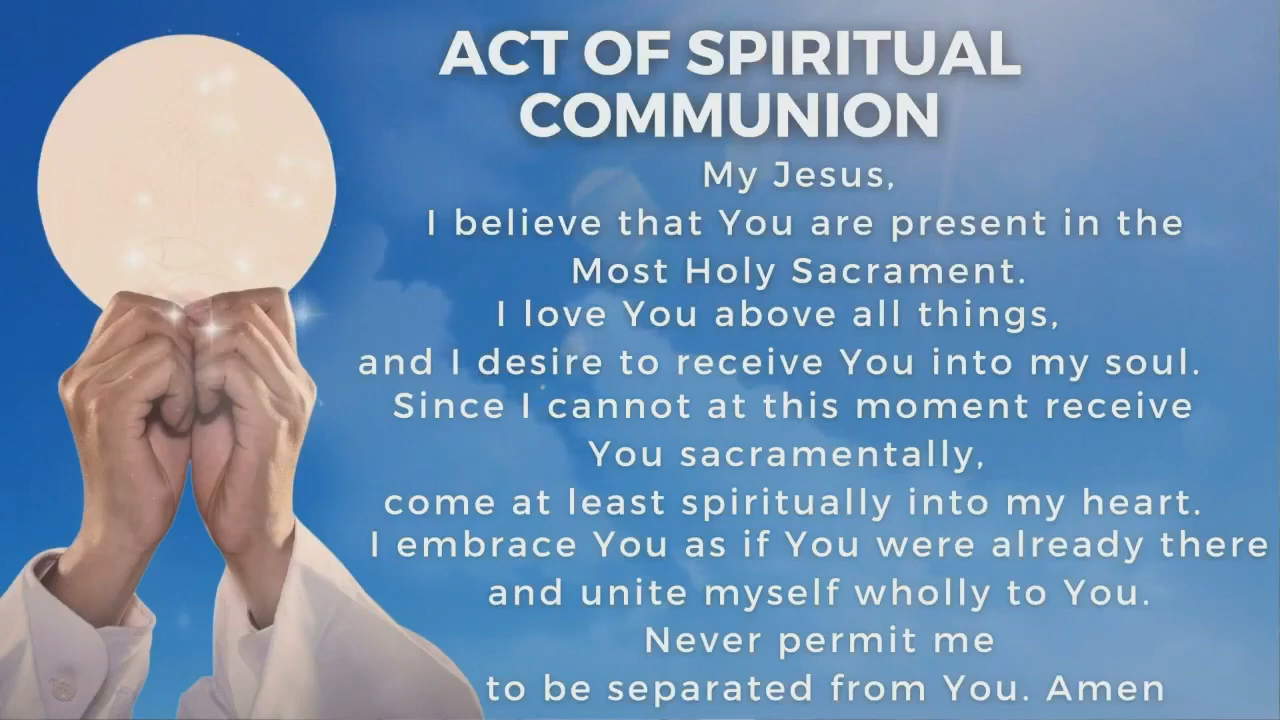 ACT OF SPIRITUAL
COMMUNION
My Jesus,
I believe that You are present in the
Most Holy Sacrament.
I love You above all things,
and I desire to receive You into my soul.
Since I cannot at this moment receive
You sacramentally,
come at least spiritually into my heart.
I embrace You as if You were already there
and unite myself wholly to You.
Never permit me
to be separated from You. Amen